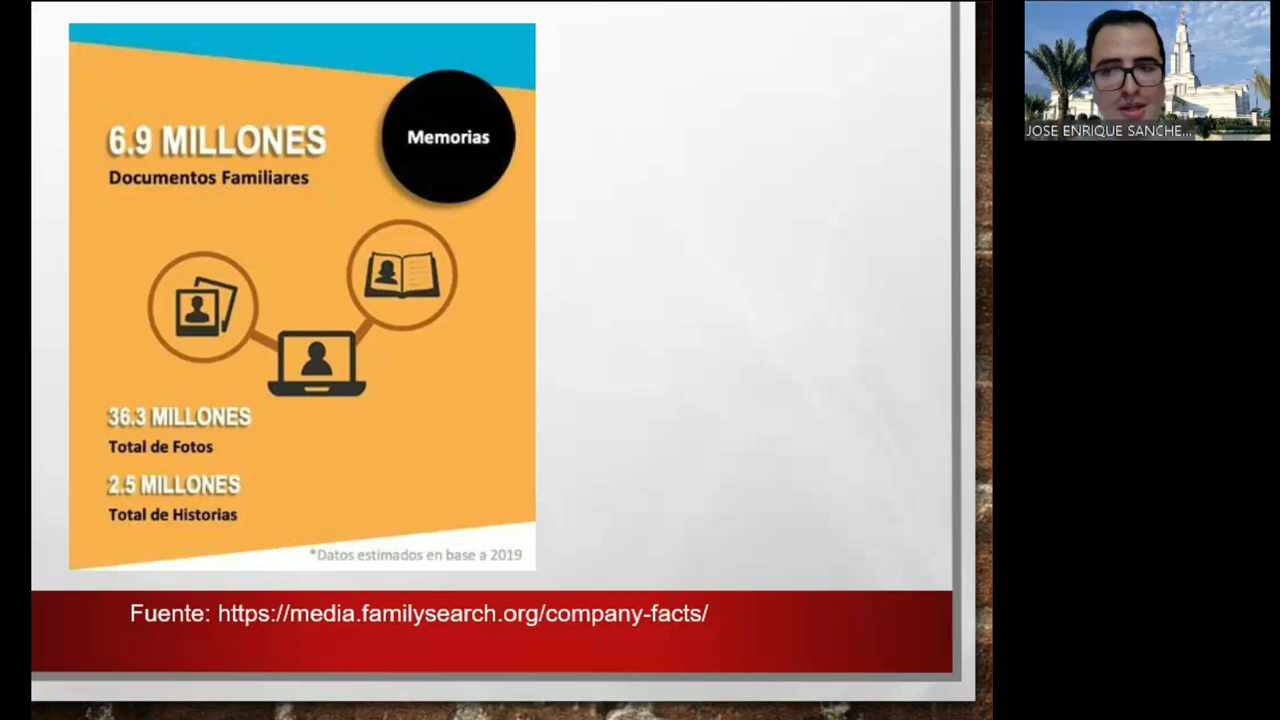 6.9 MILLONES
Documentos Familiares
Memorias
36.3 MILLONES
Total de Fotos
2.5 MILLONES
Total de Historias
*Datos estimados en base a 2019
Fuente: https://media.familysearch.org/company-facts/
JOSE ENRIQUE SANCHE...